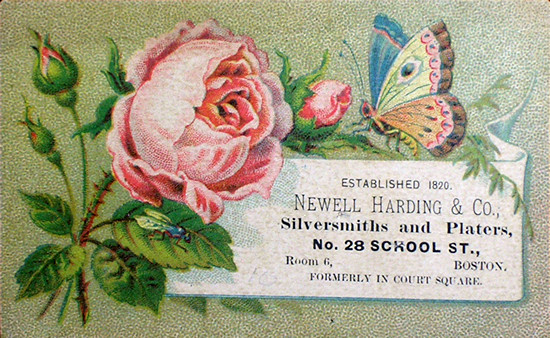 ESTABLISHED 1820.
NEWELL HARDING & CO.,
Silversmiths and Platers,
No. 28 SCHOOL ST.,
Room 6, BOSTON.
FORMERLY IN COURT SQUARE.